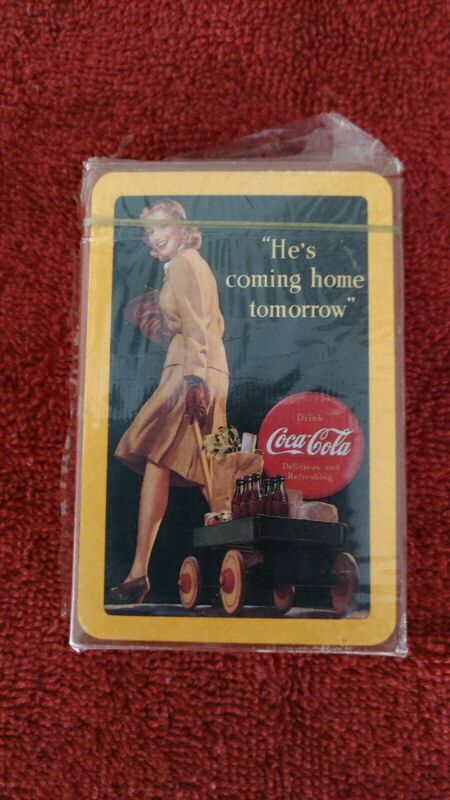 "He's
coming home
tomorrow"
Drink
Coca-Cola
Delicious and
Refreshing